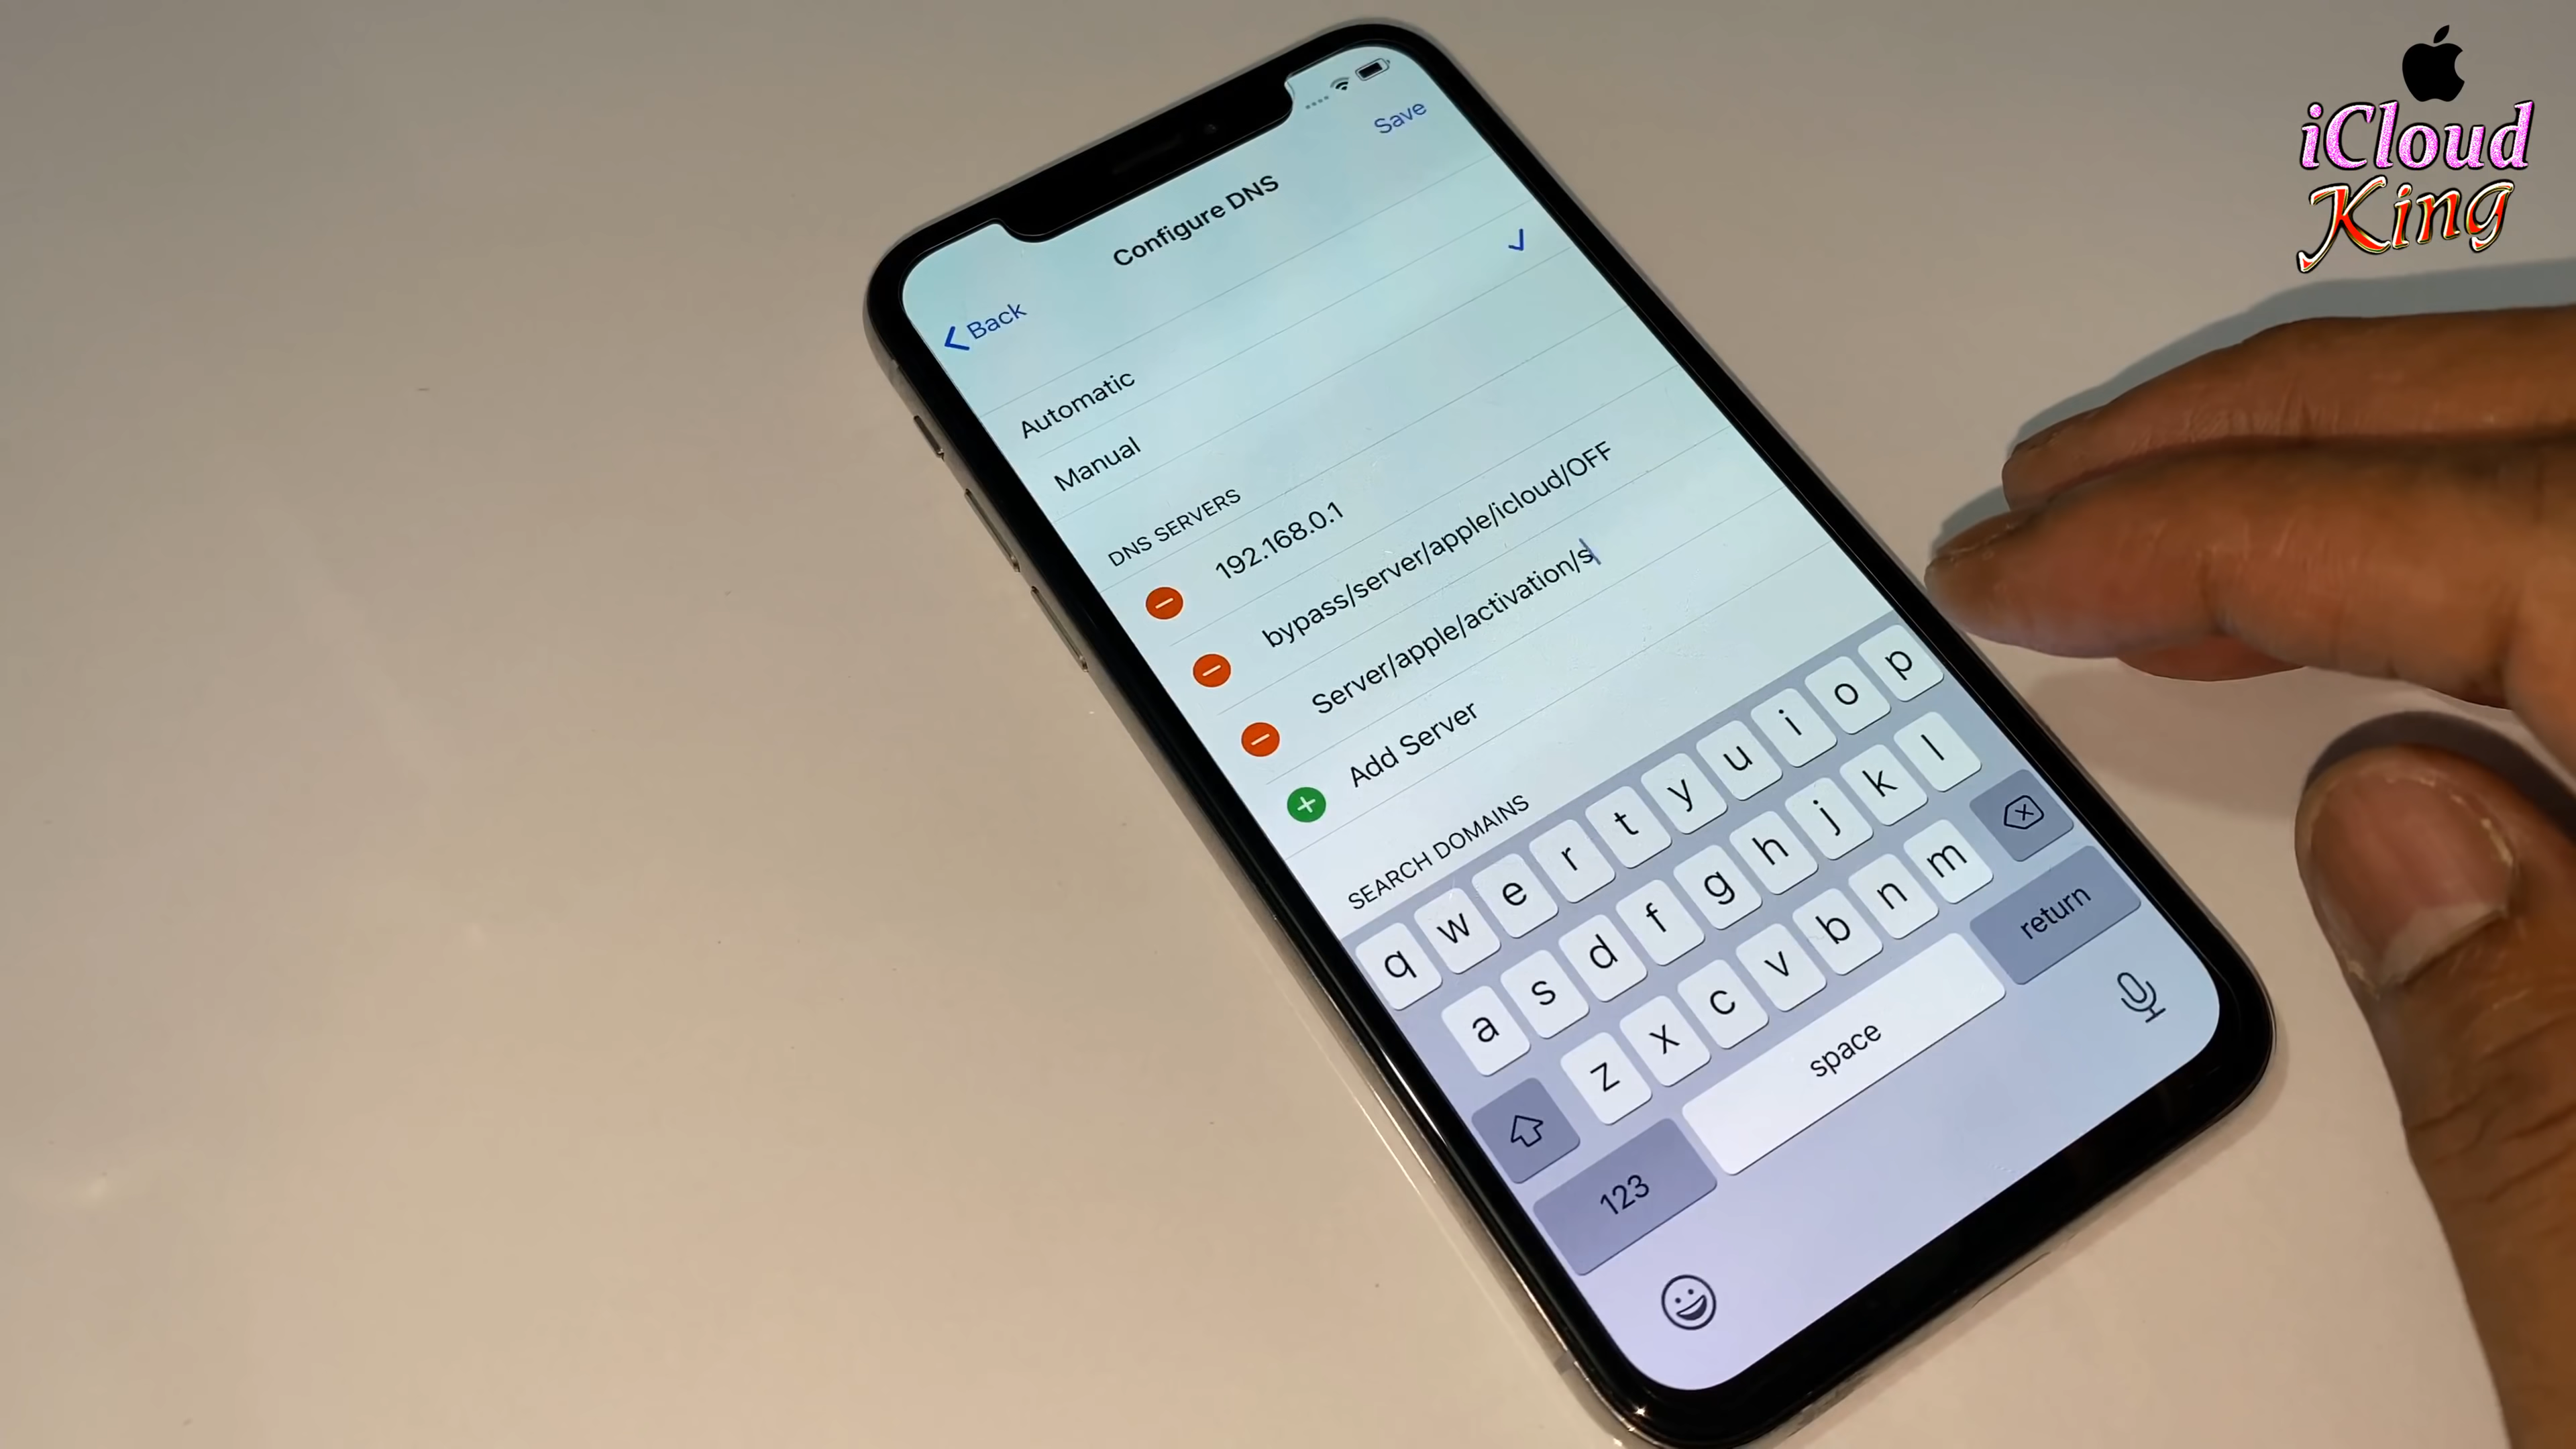 iCloud
King
Save
Configure DNS
Back
Automatic
Manual
DNS SERVERS
192.168.0.1
bypass/server/apple/icloud/OFF
Server/apple/activation/s
Add Server
SEARCH DOMAINS
q w e r t y u i o p
a s d f g h j k l
z x c v b n m
123 space return